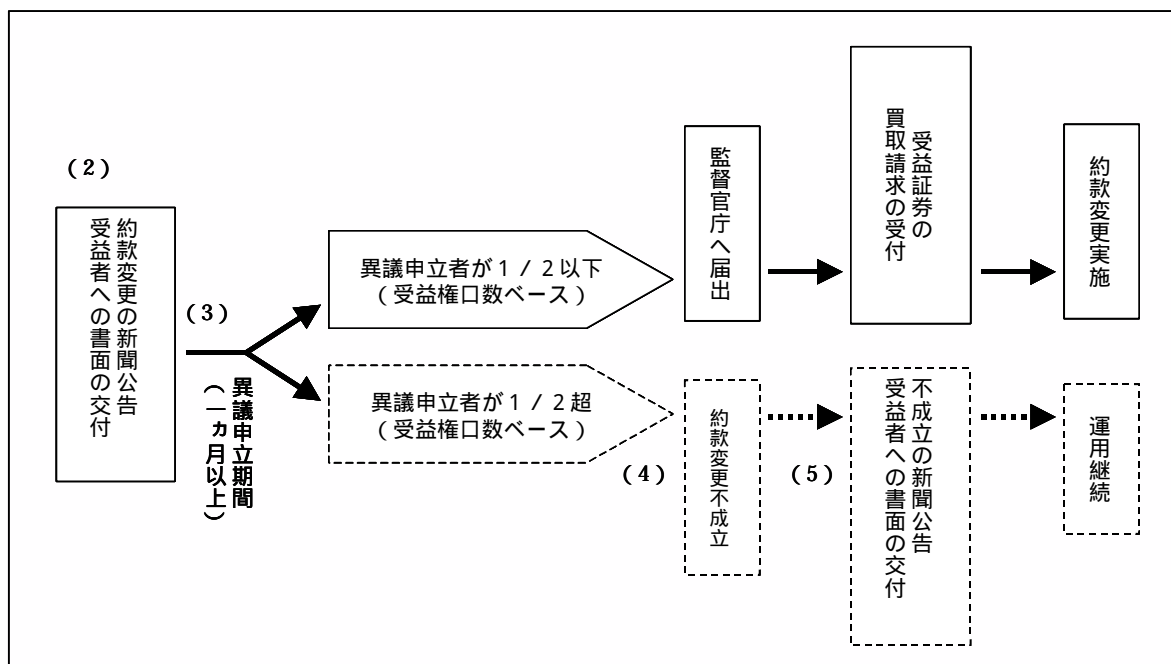 （２）
約款変更の新聞公告
受益者への書面の交付
（３）
異議申立期間
（一ヵ月以上）
異議申立者が１／２以下
（受益権口数ベース）
監督官庁へ届出
受益証券の
買取請求の受付
約款変更実施
異議申立者が１／２超
（受益権口数ベース）
（４）
約款変更不成立
（５）
不成立の新聞公告
受益者への書面の交付
運用継続